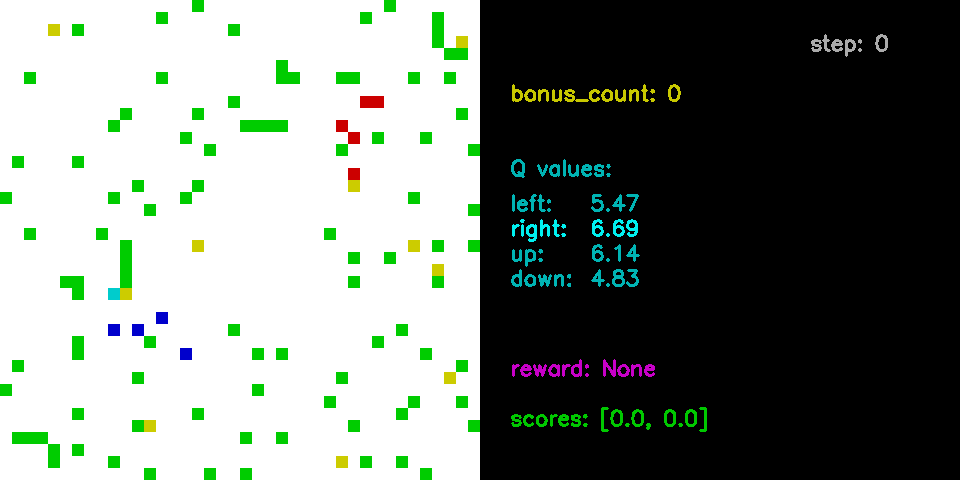 step: 0
bonus_count: 0
Q values:
left: 5.47
right: 6.69
up: 6.14
down: 4.83
reward: None
scores: [0.0, 0.0]